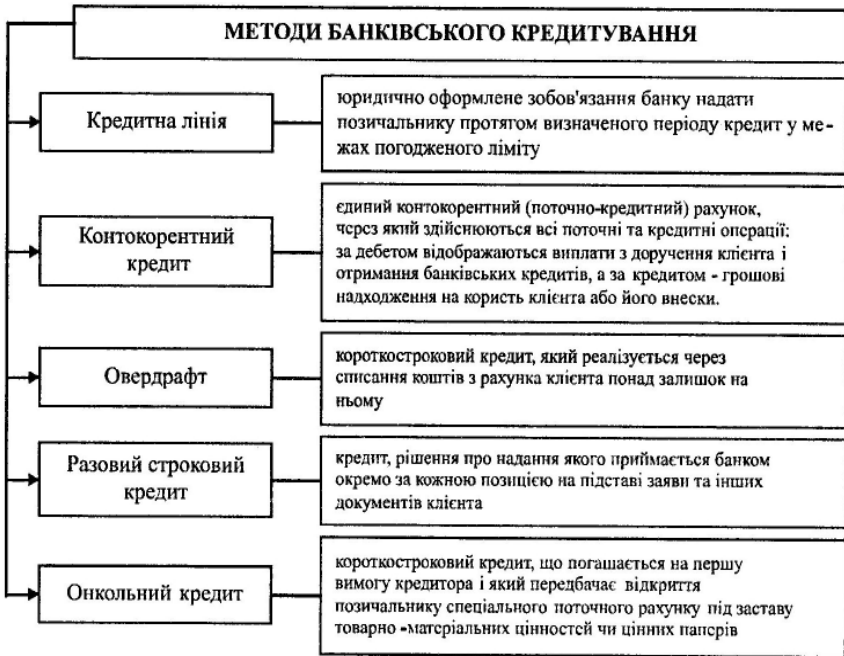 МЕТОДИ БАНКІВСЬКОГО КРЕДИТУВАННЯ
Кредитна лінія
юридично оформлене зобов'язання банку надати
позичальнику протягом визначеного періоду кредит у ме-
жах погодженого ліміту
Контокорентний
кредит
єдиний контокорентний (поточно-кредитний) рахунок,
через який здійснюються всі поточні та кредитні операції:
за дебетом відображаються виплати з доручення клієнта і
отримання банківських кредитів, а за кредитом - грошові
надходження на користь клієнта або його внески.
Овердрафт
короткостроковий кредит, який реалізується через
списання коштів з рахунка клієнта понад залишок на
ньому
Разовий строковий
кредит
кредит, рішення про надання якого приймається банком
окремо за кожною позицією на підставі заяви та інших
документів клієнта
Онкольний кредит
короткостроковий кредит, що погашається на першу
вимогу кредитора і який передбачає відкриття
позичальнику спеціального поточного рахунку під заставу
товарно -матеріальних цінностей чи цінних паперів